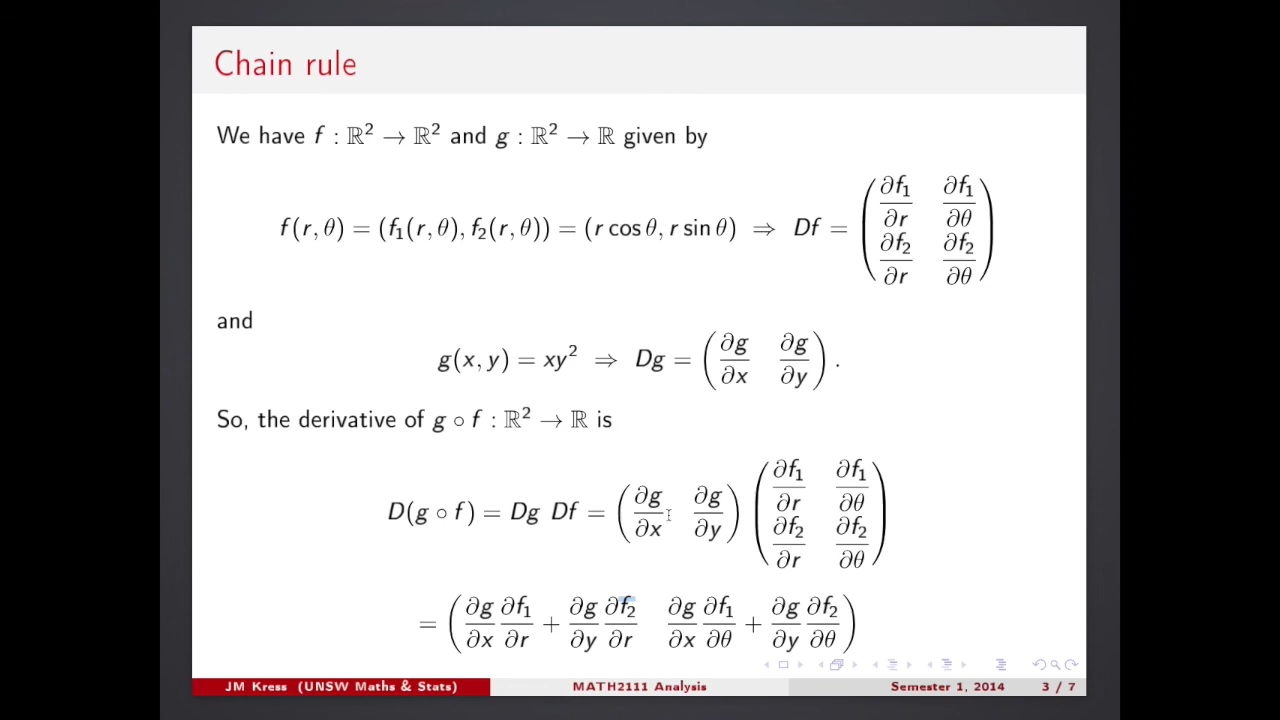 Chain rule
We have f : ℝ² → ℝ² and g : ℝ² → ℝ given by
f(r, θ) = (f₁(r, θ), f₂(r, θ)) = (r cos θ, r sin θ) ⇒ Df = ( ∂f₁/∂r ∂f₁/∂θ ; ∂f₂/∂r ∂f₂/∂θ )
and
g(x, y) = xy² ⇒ Dg = ( ∂g/∂x ∂g/∂y ) .
So, the derivative of g ∘ f : ℝ² → ℝ is
D(g ∘ f) = Dg Df = ( ∂g/∂x ∂g/∂y ) ( ∂f₁/∂r ∂f₁/∂θ ; ∂f₂/∂r ∂f₂/∂θ )
= ( ∂g/∂x ∂f₁/∂r + ∂g/∂y ∂f₂/∂r ∂g/∂x ∂f₁/∂θ + ∂g/∂y ∂f₂/∂θ )
JM Kress (UNSW Maths & Stats) MATH2111 Analysis Semester 1, 2014 3 / 7